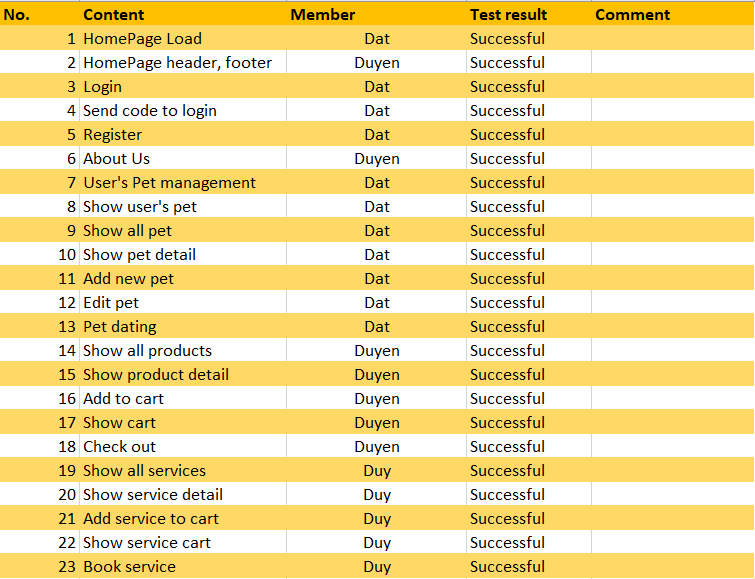 No. Content Member Test result Comment
1 HomePage Load Dat Successful
2 HomePage header, footer Duyen Successful
3 Login Dat Successful
4 Send code to login Dat Successful
5 Register Dat Successful
6 About Us Duyen Successful
7 User's Pet management Dat Successful
8 Show user's pet Dat Successful
9 Show all pet Dat Successful
10 Show pet detail Dat Successful
11 Add new pet Dat Successful
12 Edit pet Dat Successful
13 Pet dating Dat Successful
14 Show all products Duyen Successful
15 Show product detail Duyen Successful
16 Add to cart Duyen Successful
17 Show cart Duyen Successful
18 Check out Duyen Successful
19 Show all services Duy Successful
20 Show service detail Duy Successful
21 Add service to cart Duy Successful
22 Show service cart Duy Successful
23 Book service Duy Successful